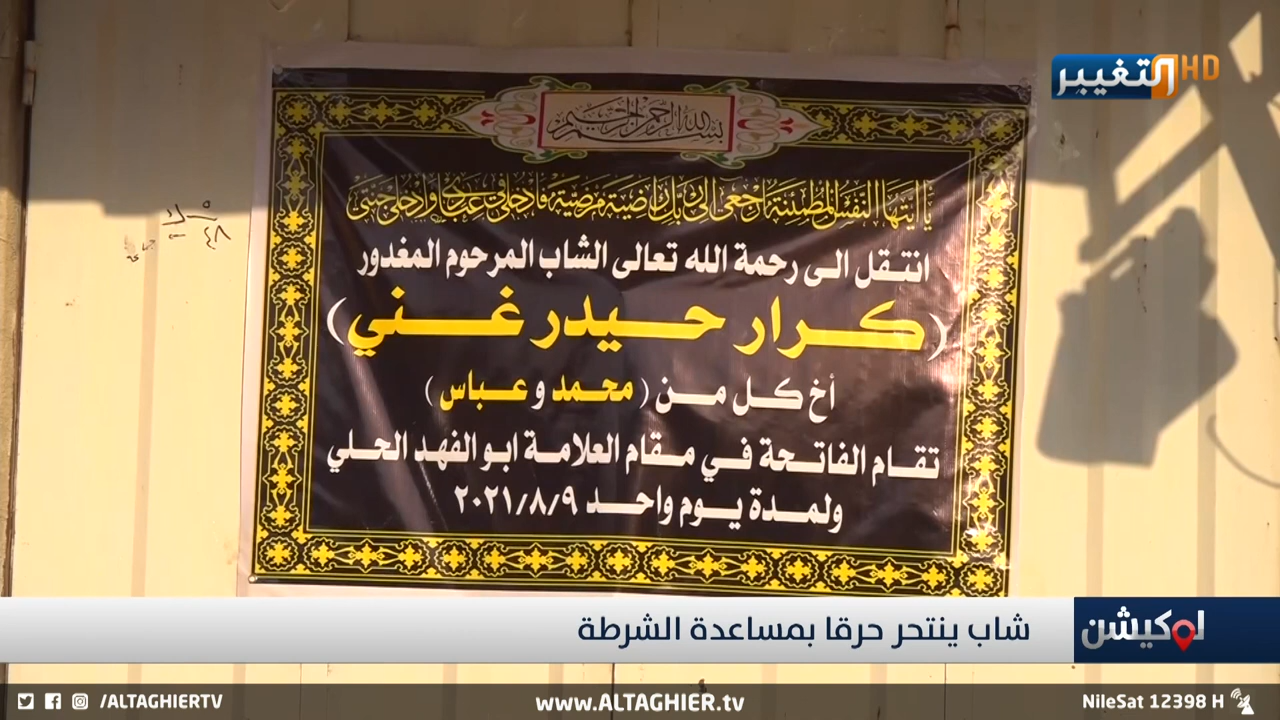 التغيير HD
بسم الله الرحمن الرحيم
يا أيتها النفس المطمئنة ارجعي إلى ربك راضية مرضية فادخلي في عبادي وادخلي جنتي
انتقل الى رحمة الله تعالى الشاب المرحوم المغدور
(كرار حيدر غني)
أخ كل من (محمد و عباس)
تقام الفاتحة في مقام العلامة ابو الفهد الحلي
ولمدة يوم واحد ٢٠٢١/٨/٩
لوكيشن
شاب ينتحر حرقا بمساعدة الشرطة
/ALTAGHIERTV
www.ALTAGHIER.tv
NileSat 12398 H